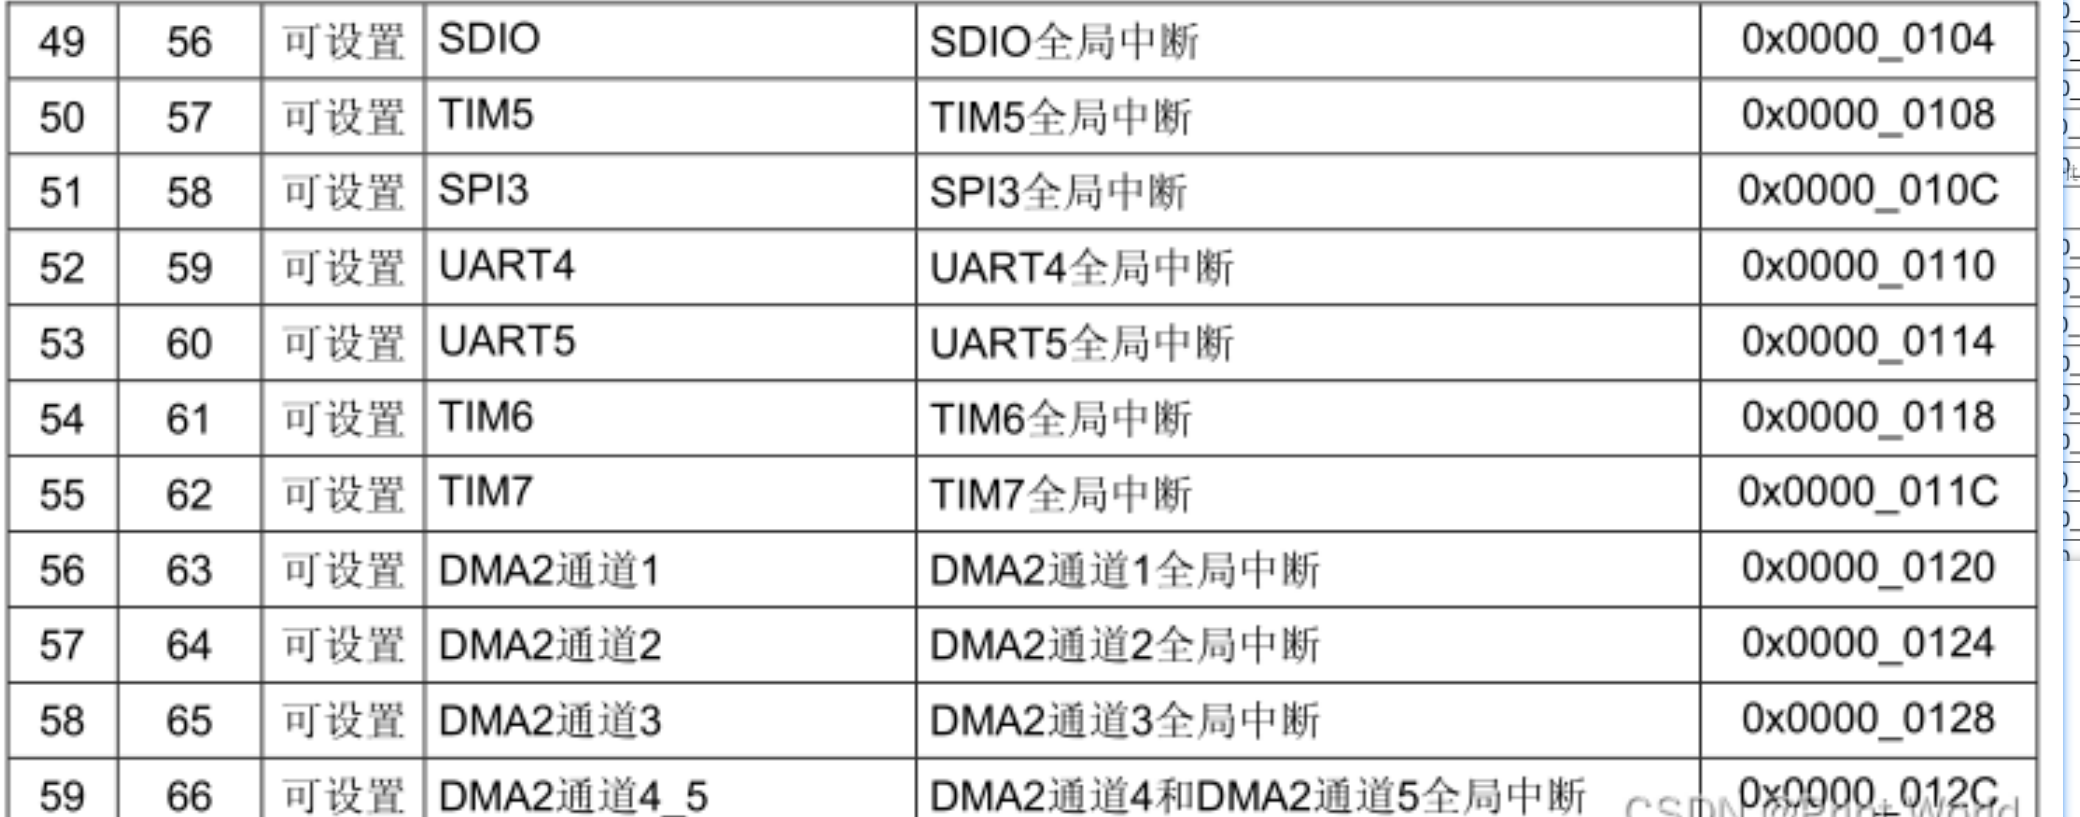 49 56 可设置 SDIO SDIO全局中断 0x0000_0104
50 57 可设置 TIM5 TIM5全局中断 0x0000_0108
51 58 可设置 SPI3 SPI3全局中断 0x0000_010C
52 59 可设置 UART4 UART4全局中断 0x0000_0110
53 60 可设置 UART5 UART5全局中断 0x0000_0114
54 61 可设置 TIM6 TIM6全局中断 0x0000_0118
55 62 可设置 TIM7 TIM7全局中断 0x0000_011C
56 63 可设置 DMA2通道1 DMA2通道1全局中断 0x0000_0120
57 64 可设置 DMA2通道2 DMA2通道2全局中断 0x0000_0124
58 65 可设置 DMA2通道3 DMA2通道3全局中断 0x0000_0128
59 66 可设置 DMA2通道4_5 DMA2通道4和DMA2通道5全局中断 0x0000_012C
CSDN @Print World